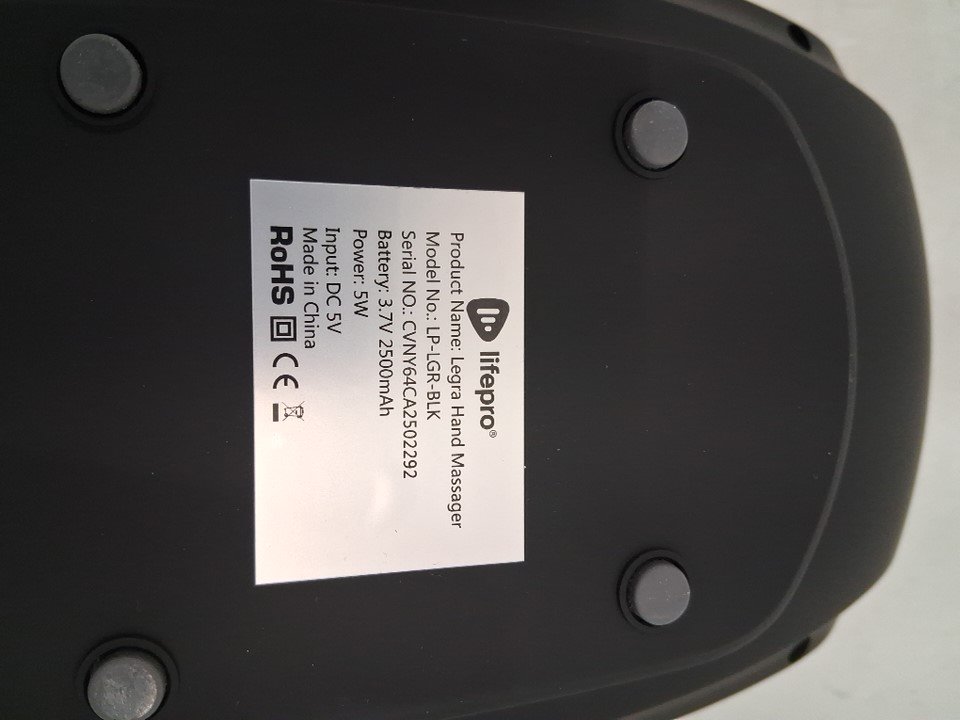 lifepro®
Product Name: Legra Hand Massager
Model No.: LP-LGR-BLK
Serial NO.: CVNY64CA2502292
Battery: 3.7V 2500mAh
Power: 5W
Input: DC 5V
Made in China
RoHS CE